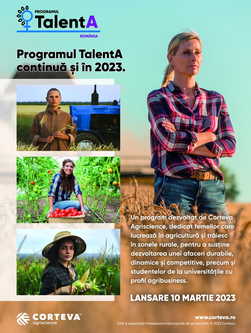 PROGRAMUL
TalentA
ROMÂNIA
Programul TalentA
continuă și în 2023.
Un program dezvoltat de Corteva
Agriscience, dedicat femeilor care
lucrează în agricultură și trăiesc
în zonele rurale, pentru a susține
dezvoltarea unei afaceri durabile,
dinamice și competitive, precum și
studentelor de la universitățile cu
profil agribusiness.
LANSARE 10 MARTIE 2023
CORTEVA
agriscience
www.corteva.ro